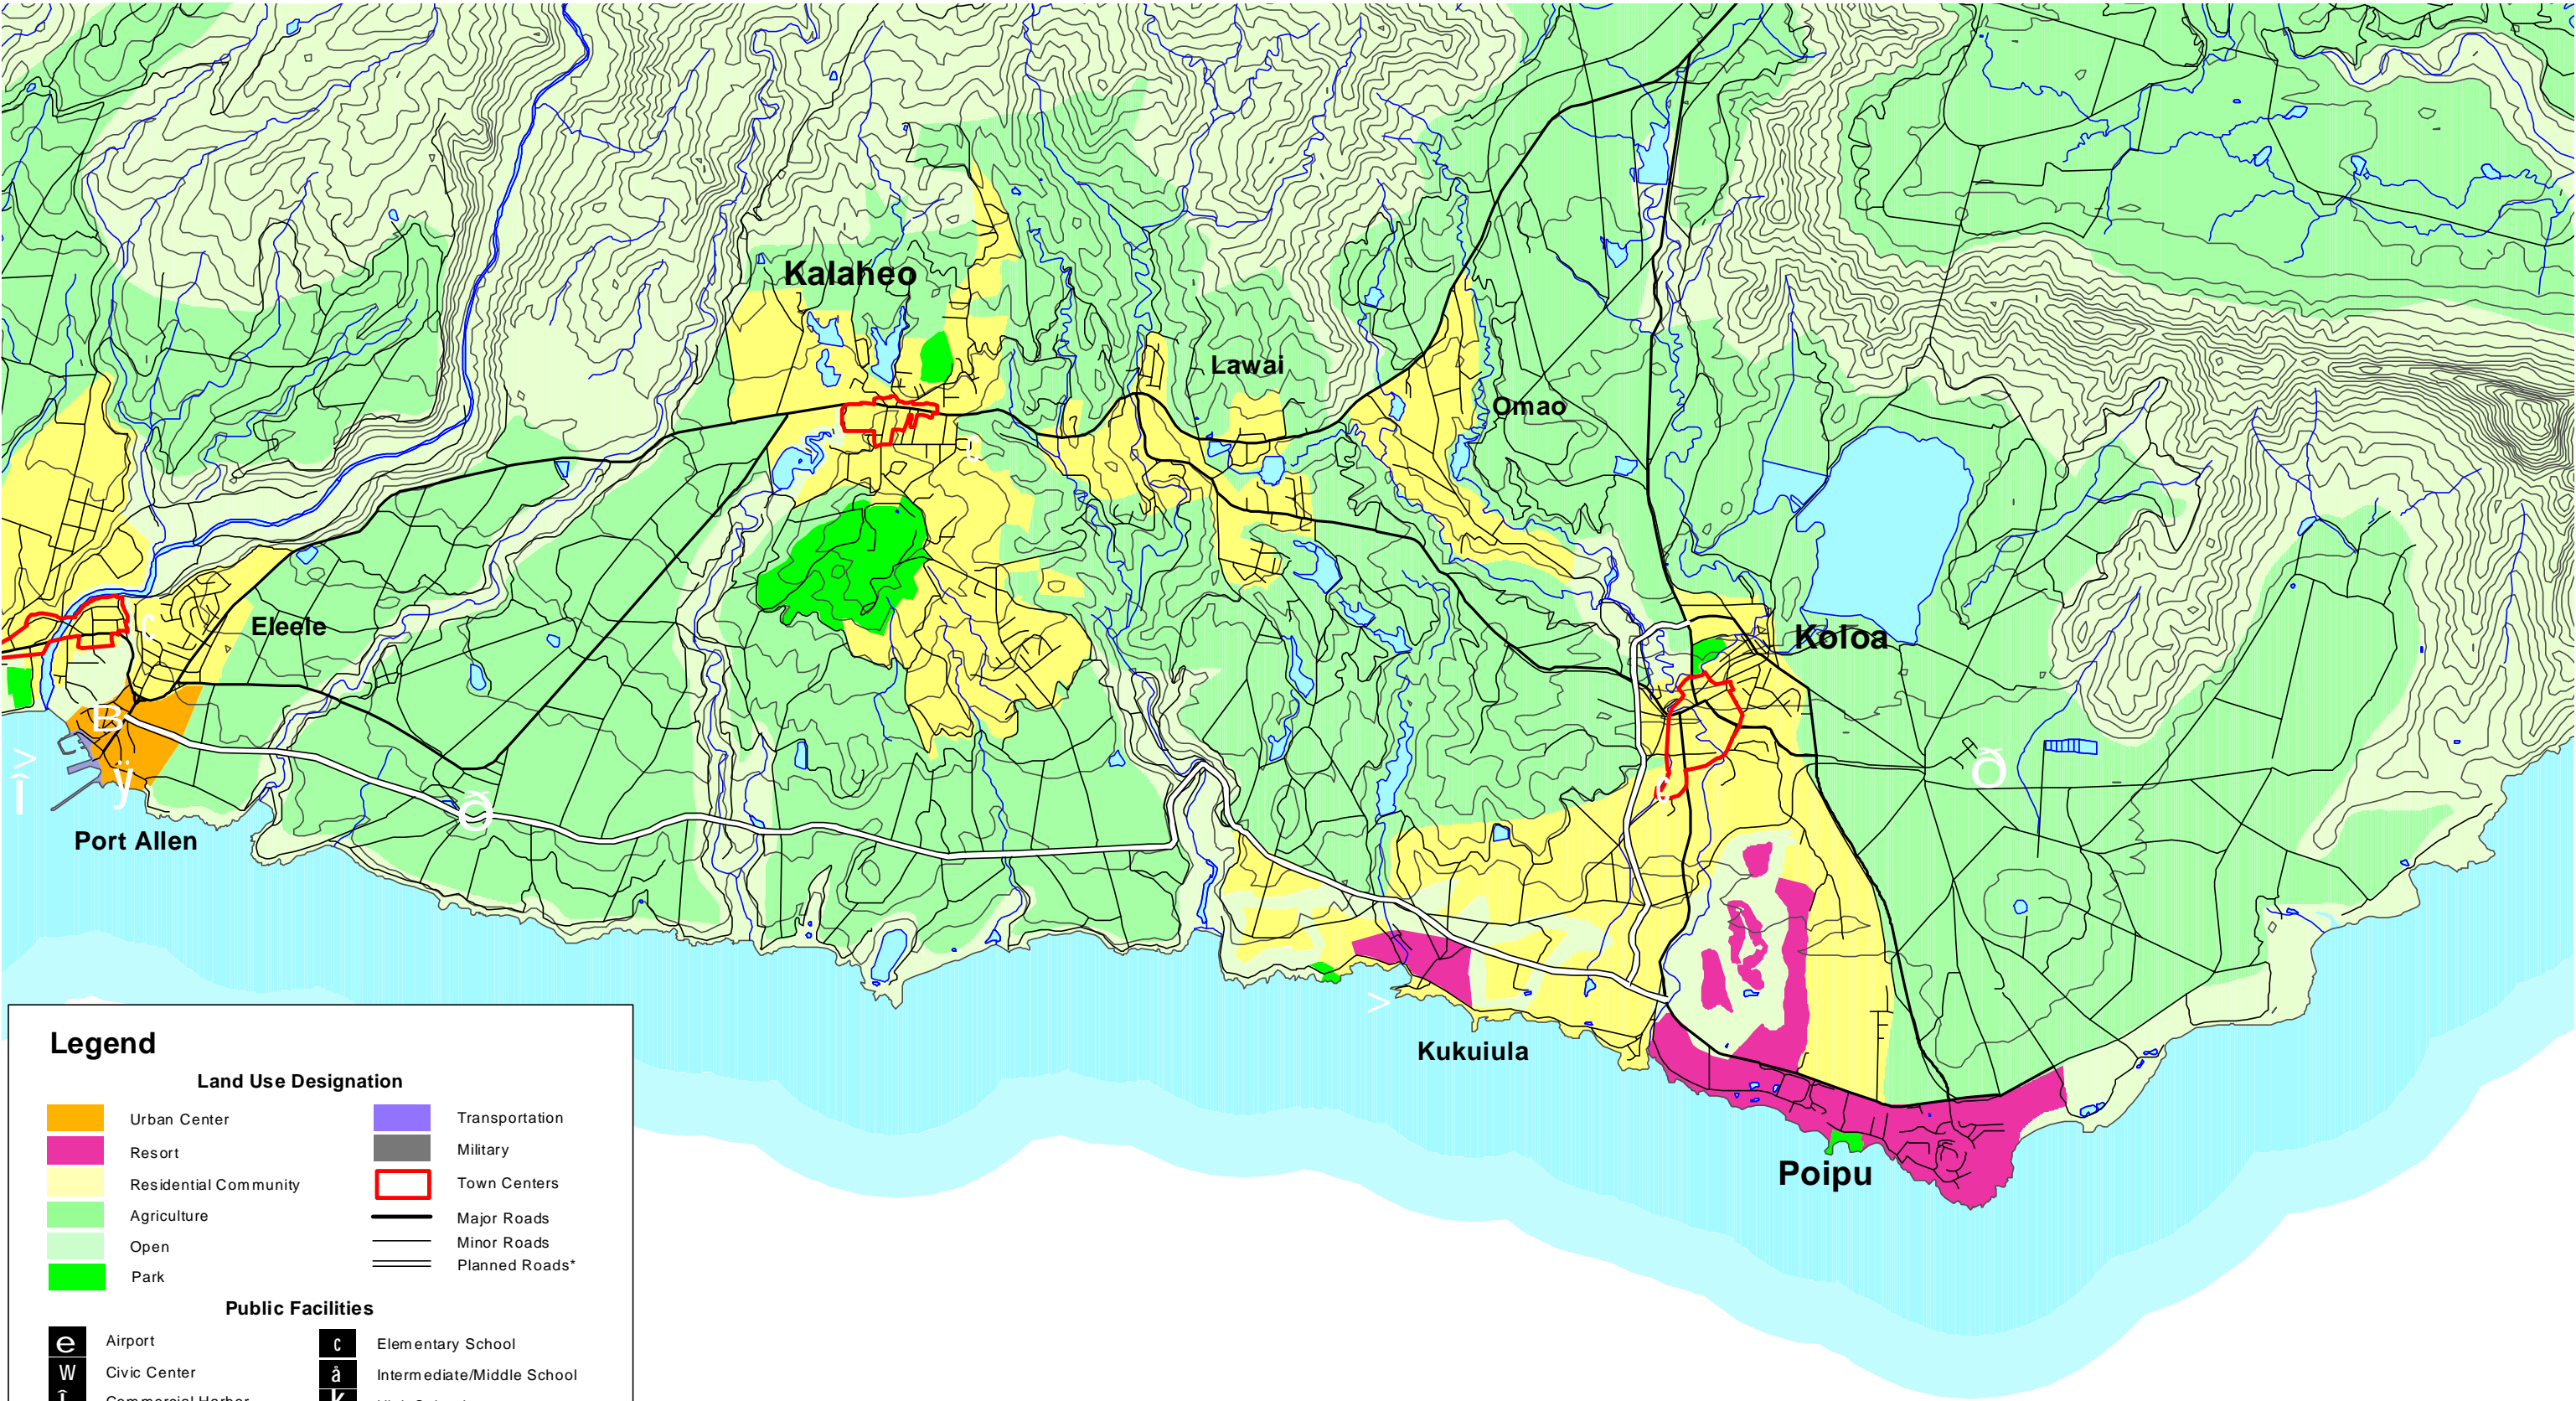 Kalaheo
Lawai
Omao
Eleele
Koloa
c
c
B
ÿ
ð
ð
>
Î
c
Port Allen
>
Kukuiula
Poipu
Legend
Land Use Designation
Urban Center
Resort
Residential Community
Agriculture
Open
Park
Transportation
Military
Town Centers
Major Roads
Minor Roads
Planned Roads*
Public Facilities
e Airport
W Civic Center
Î Commercial Harbor
c Elementary School
å Intermediate/Middle School